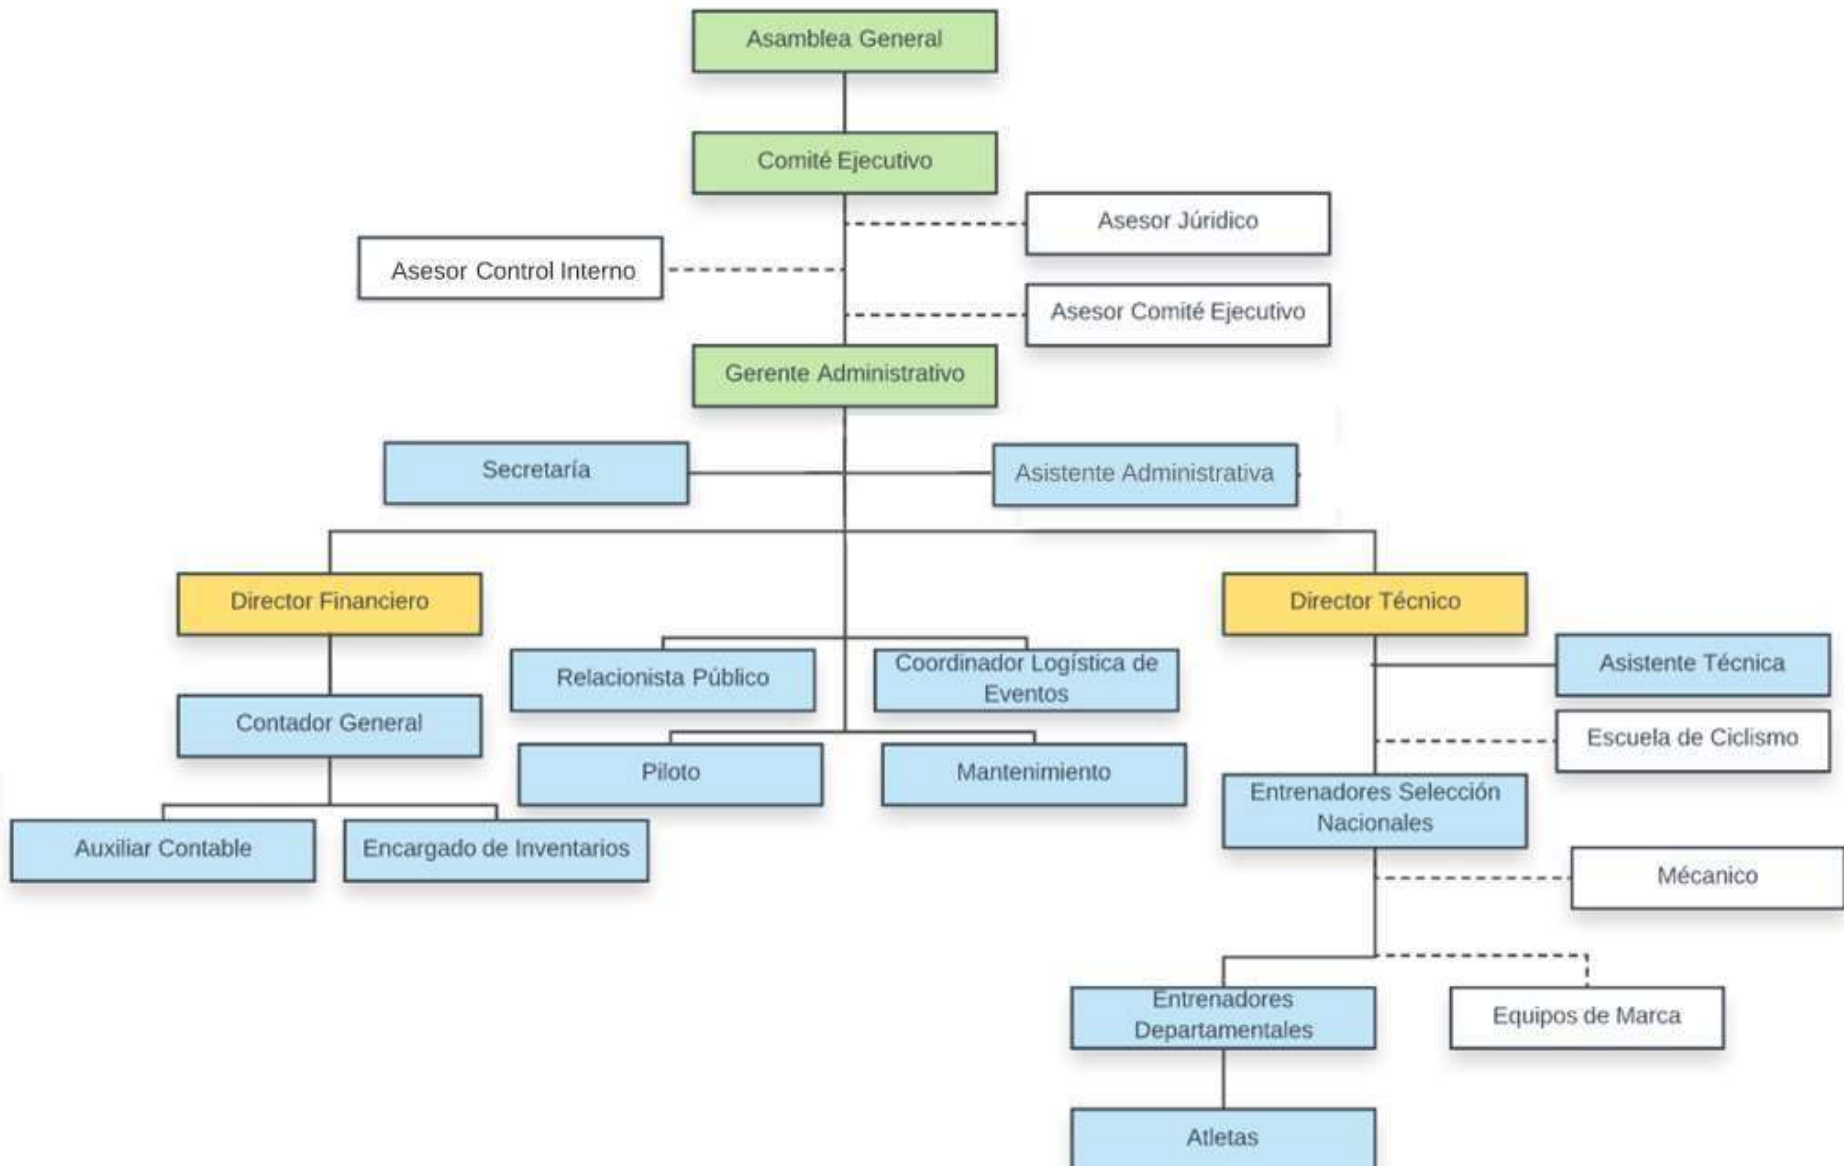 Asamblea General
Comité Ejecutivo
Asesor Júridico
Asesor Control Interno
Asesor Comité Ejecutivo
Gerente Administrativo
Secretaría
Asistente Administrativa
Director Financiero
Director Técnico
Asistente Técnica
Relacionista Público
Coordinador Logística de
Eventos
Contador General
Escuela de Ciclismo
Piloto
Mantenimiento
Entrenadores Selección
Nacionales
Auxiliar Contable
Encargado de Inventarios
Mécanico
Entrenadores
Departamentales
Equipos de Marca
Atletas